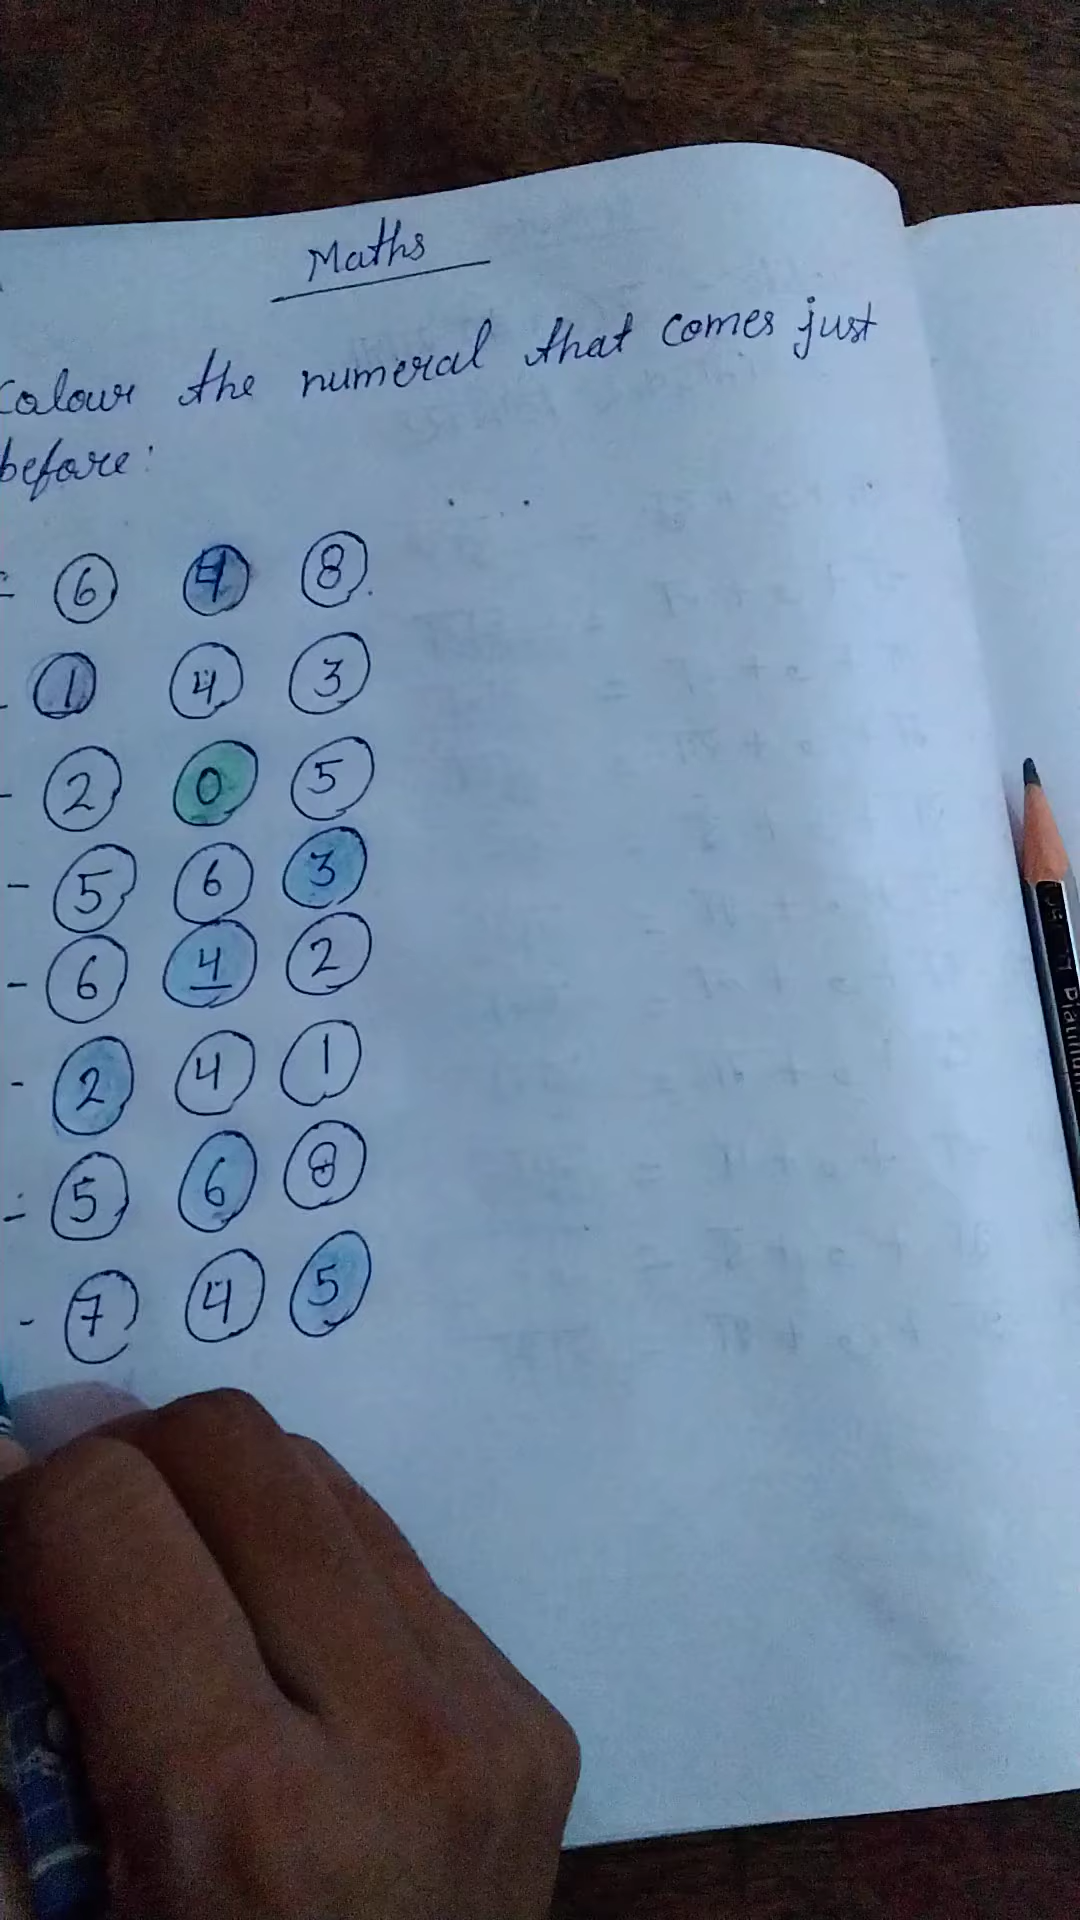 Maths
Colour the numeral that comes just
before:
= 6 4 8
- 1 4 3
- 2 0 5
- 5 6 3
- 6 4 2
- 2 4 1
= 5 6 8
- 7 4 5